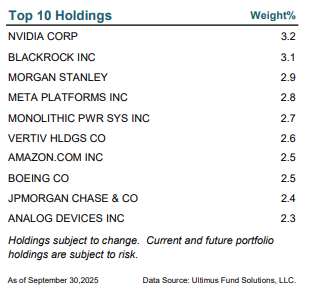 Top 10 Holdings Weight%
NVIDIA CORP 3.2
BLACKROCK INC 3.1
MORGAN STANLEY 2.9
META PLATFORMS INC 2.8
MONOLITHIC PWR SYS INC 2.7
VERTIV HLDGS CO 2.6
AMAZON.COM INC 2.5
BOEING CO 2.5
JPMORGAN CHASE & CO 2.4
ANALOG DEVICES INC 2.3
Holdings subject to change. Current and future portfolio
holdings are subject to risk.
As of September 30,2025 Data Source: Ultimus Fund Solutions, LLC.